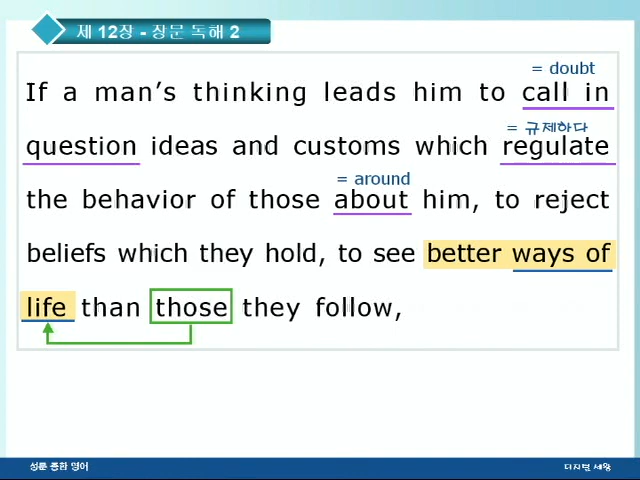 제 12장 - 장문 독해 2
= doubt
If a man's thinking leads him to call in
= 규제하다
question ideas and customs which regulate
= around
the behavior of those about him, to reject
beliefs which they hold, to see better ways of
life than those they follow,
성문 종합 영어
디지털 세왕